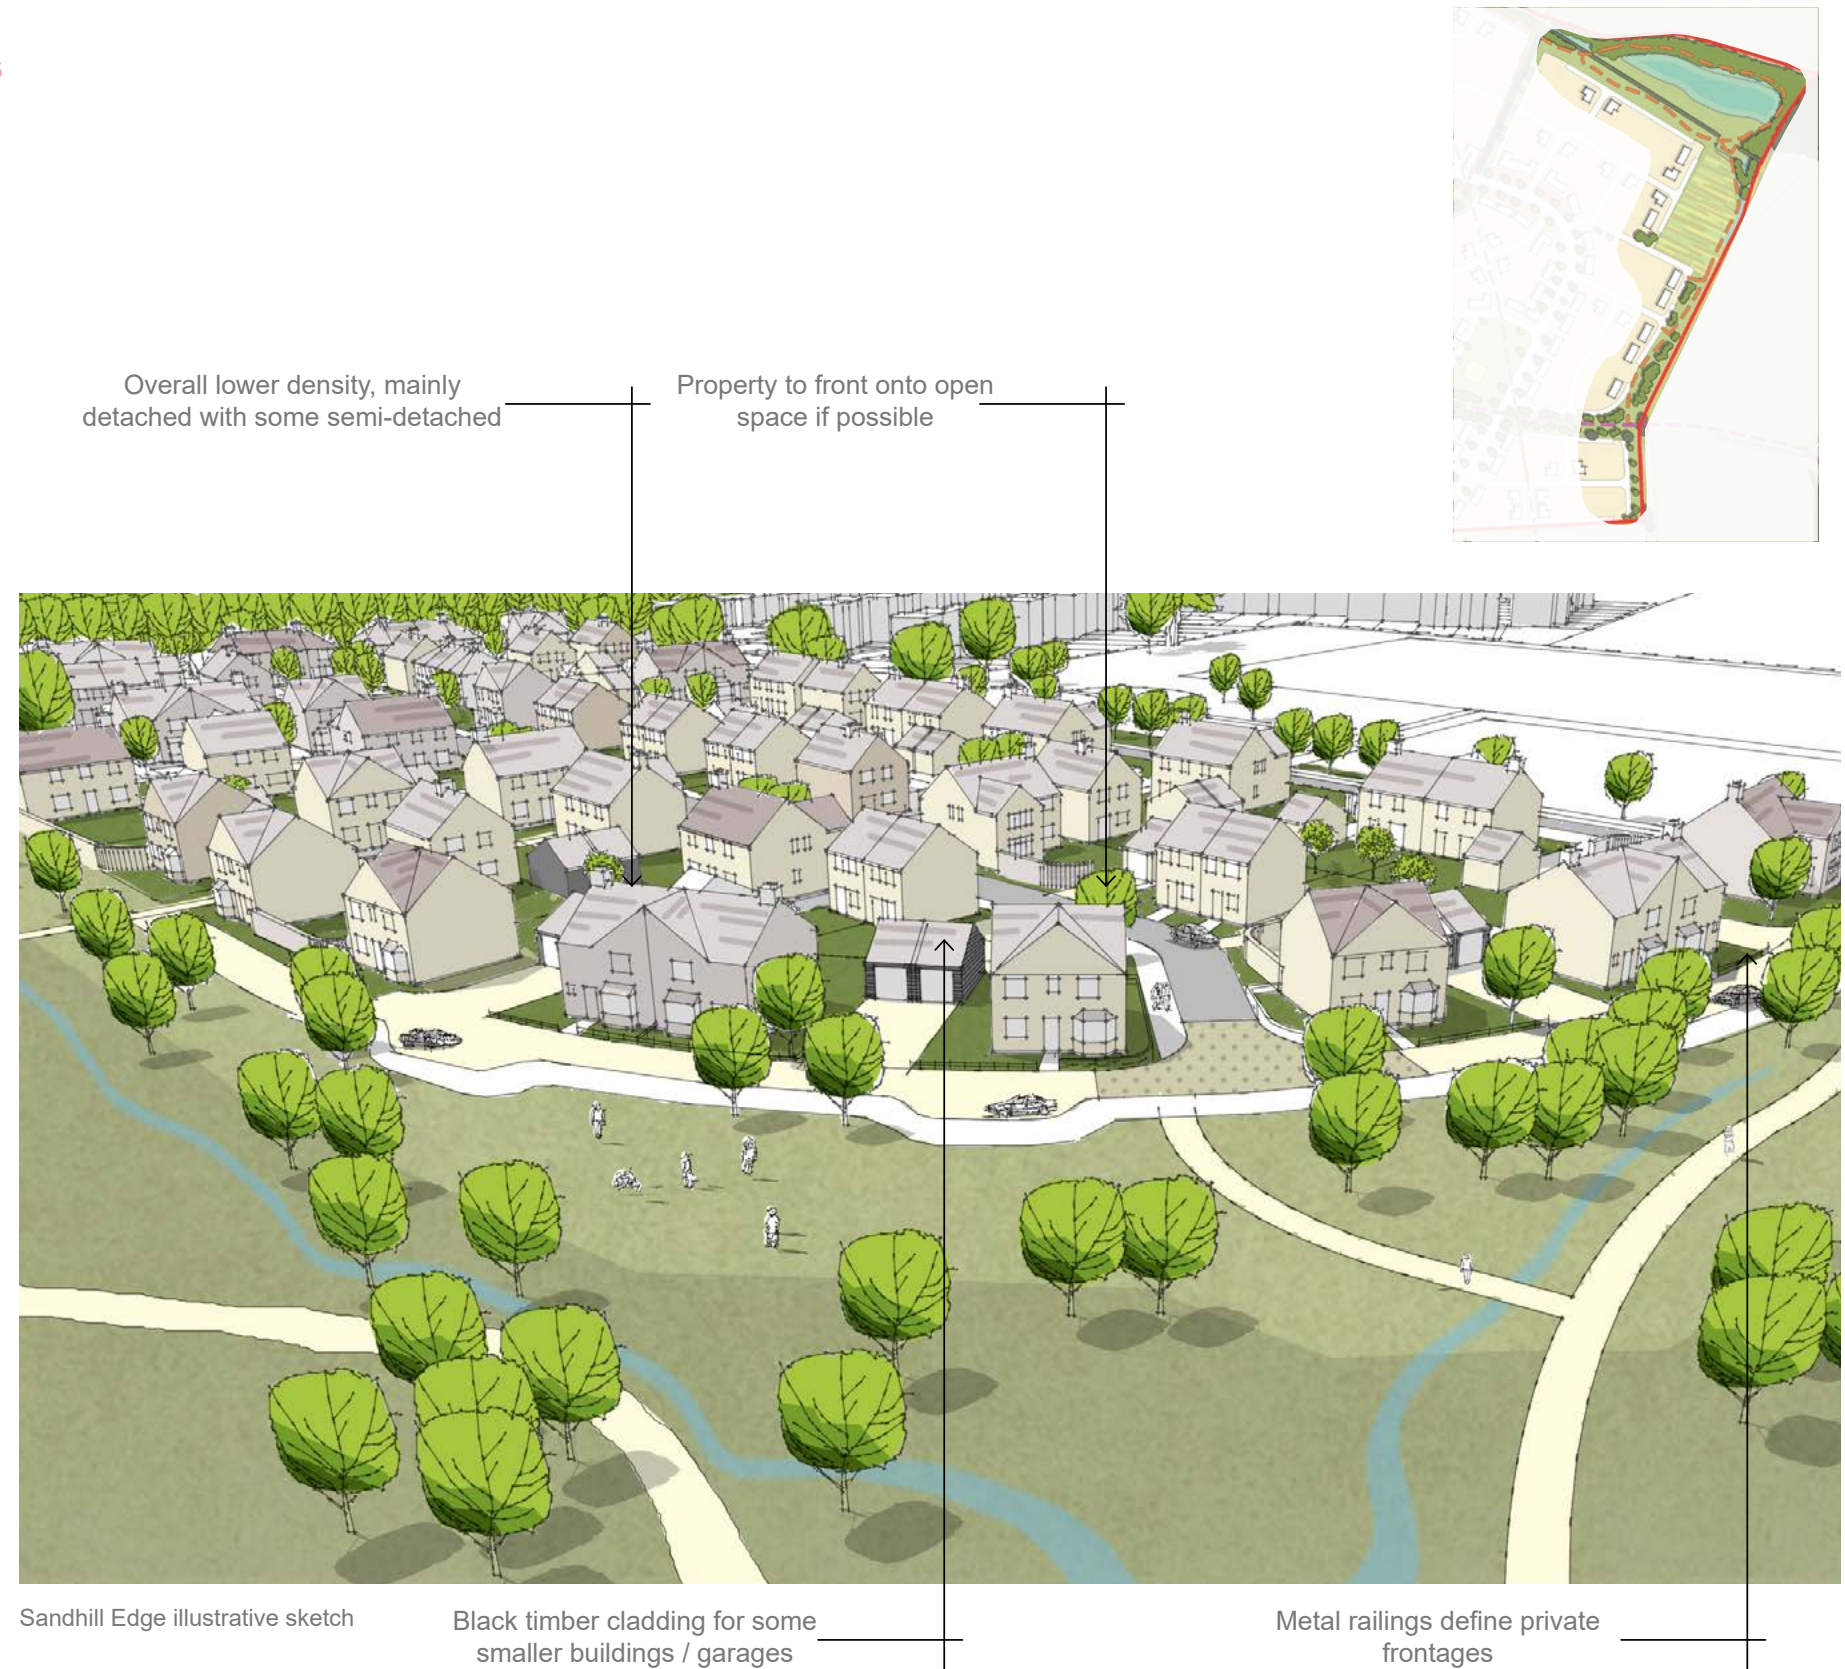 Overall lower density, mainly
detached with some semi-detached
Property to front onto open
space if possible
Sandhill Edge illustrative sketch
Black timber cladding for some
smaller buildings / garages
Metal railings define private
frontages